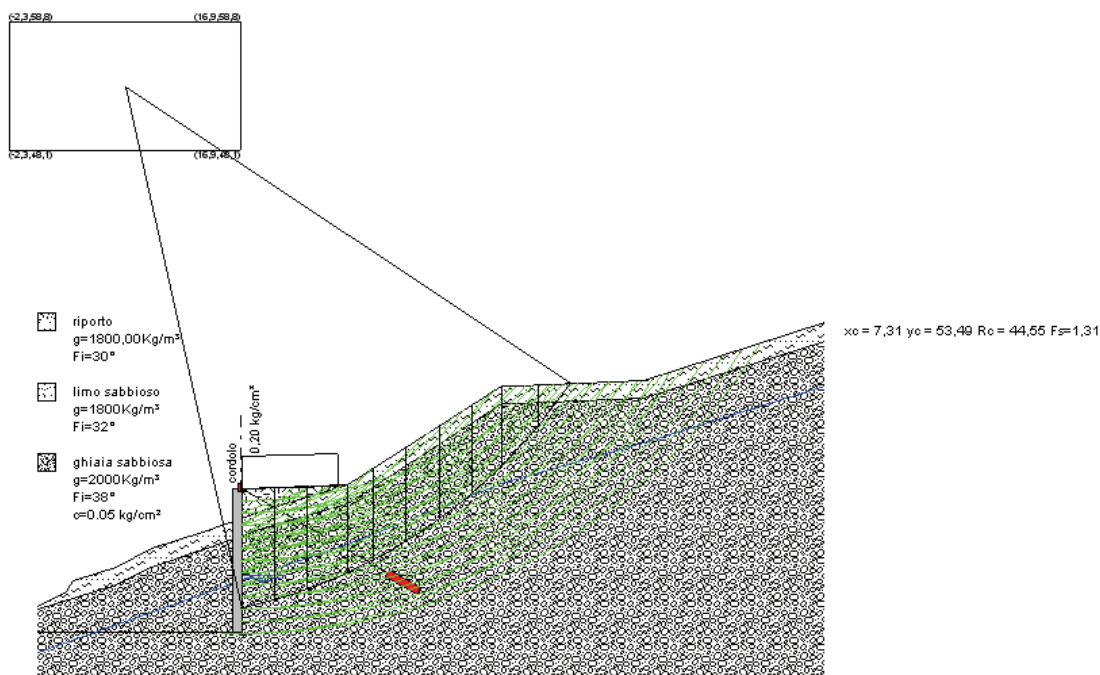 (-2,3,58,8)
(16,9,58,8)
(-2,3,48,1)
(16,9,48,1)
riporto
g=1800,00Kg/m³
Fi=30°
limo sabbioso
g=1800Kg/m³
Fi=32°
ghiaia sabbiosa
g=2000Kg/m³
Fi=38°
c=0.05 kg/cm²
cordolo
0,20 kg/cm²
xc = 7,31 yc = 53,49 Rc = 44,55 Fs=1,31